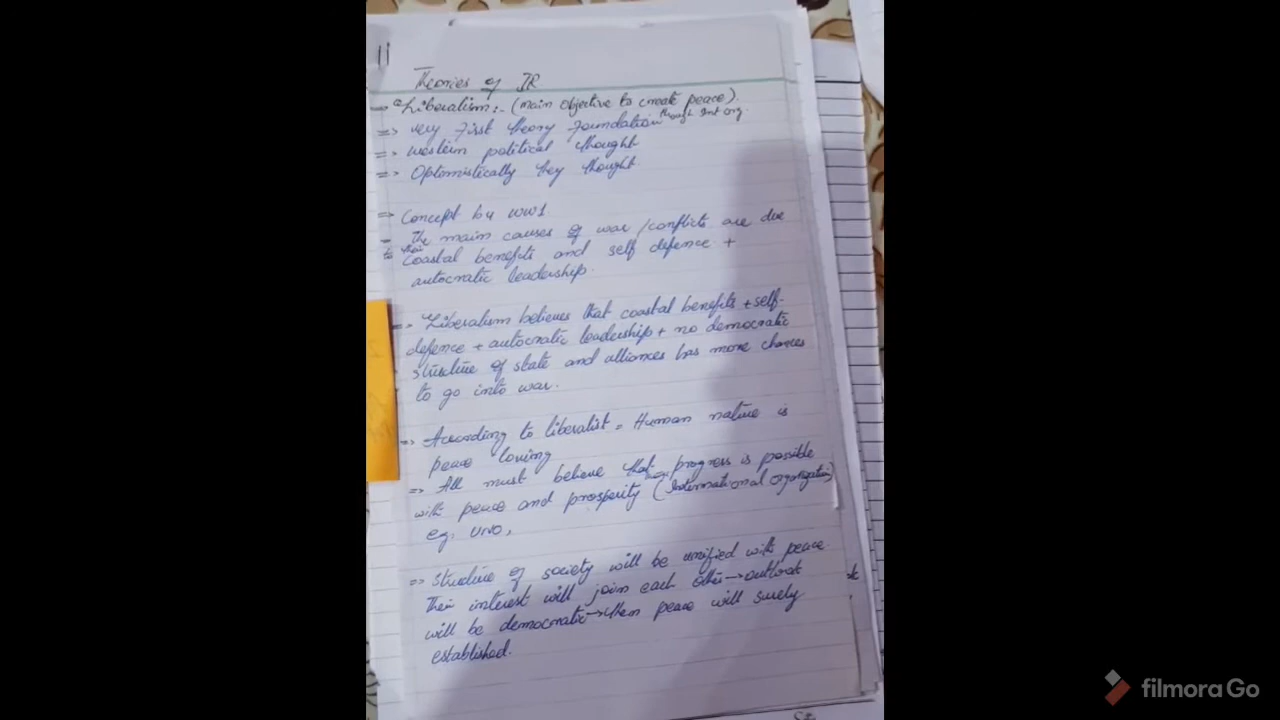 Theories of IR
→ Liberalism:- (main objective to create peace).
through Int org.
=> very First theory Foundation
=> western political thought
=> Optomistically they thought
=> Concept by WW1
- The main causes of war/conflicts are due
to their coastal benefits and self defence +
autocratic leadership.
=> Liberalism believes that coastal benefits + self-
defence + autocratic leadership + no democratic
structure of state and alliances has more chances
to go into war.
=> According to liberalist = Human nature is
peace loving
=> All must believe that progress is possible
with peace and prosperity (International organization)
eg. UNO,
=> Structure of society will be unified with peace
Their interest will join each other → outlook
will be democratic → then peace will surely
established.
filmoraGo